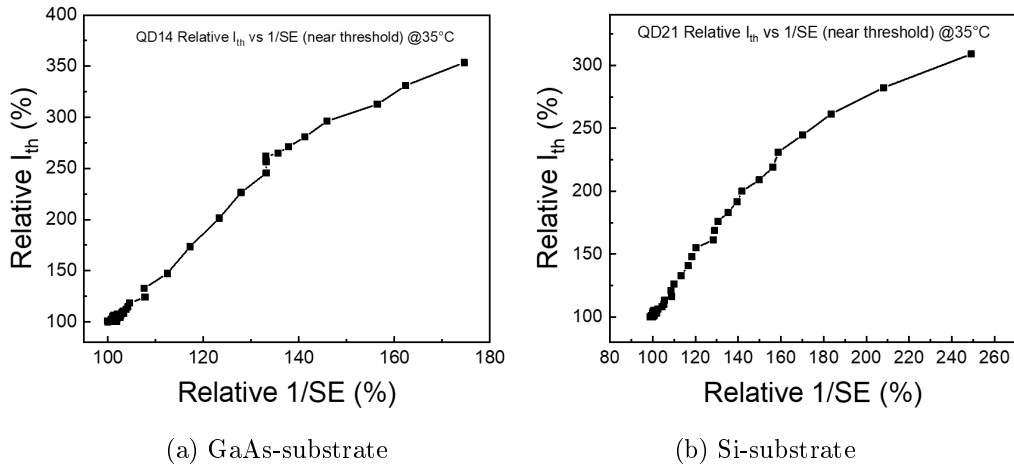 QD14 Relative Ith vs 1/SE (near threshold) @35°C
400
350
300
250
200
150
100
Relative Ith (%)
100 120 140 160 180
Relative 1/SE (%)
(a) GaAs-substrate
QD21 Relative Ith vs 1/SE (near threshold) @35°C
300
250
200
150
100
Relative Ith (%)
80 100 120 140 160 180 200 220 240 260
Relative 1/SE (%)
(b) Si-substrate